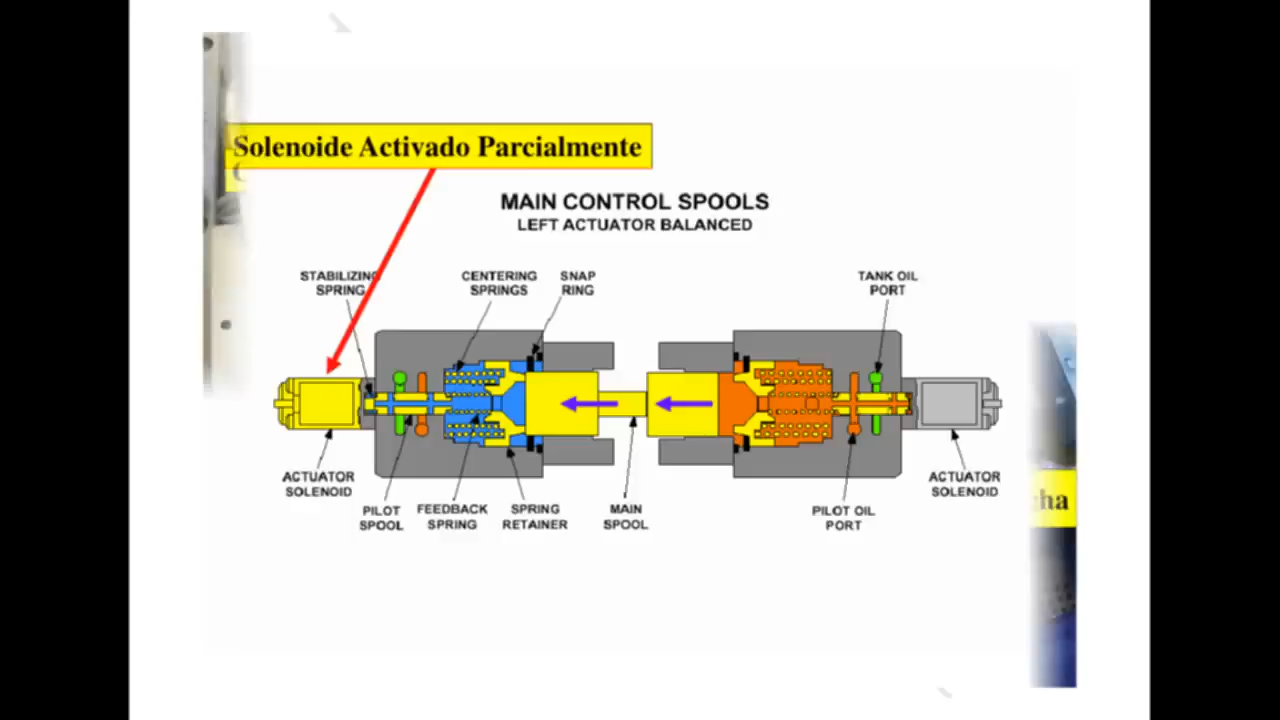 Solenoide Activado Parcialmente
MAIN CONTROL SPOOLS
LEFT ACTUATOR BALANCED
STABILIZING
SPRING
CENTERING
SPRINGS
SNAP
RING
TANK OIL
PORT
ACTUATOR
SOLENOID
PILOT
SPOOL
FEEDBACK
SPRING
SPRING
RETAINER
MAIN
SPOOL
PILOT OIL
PORT
ACTUATOR
SOLENOID
cha